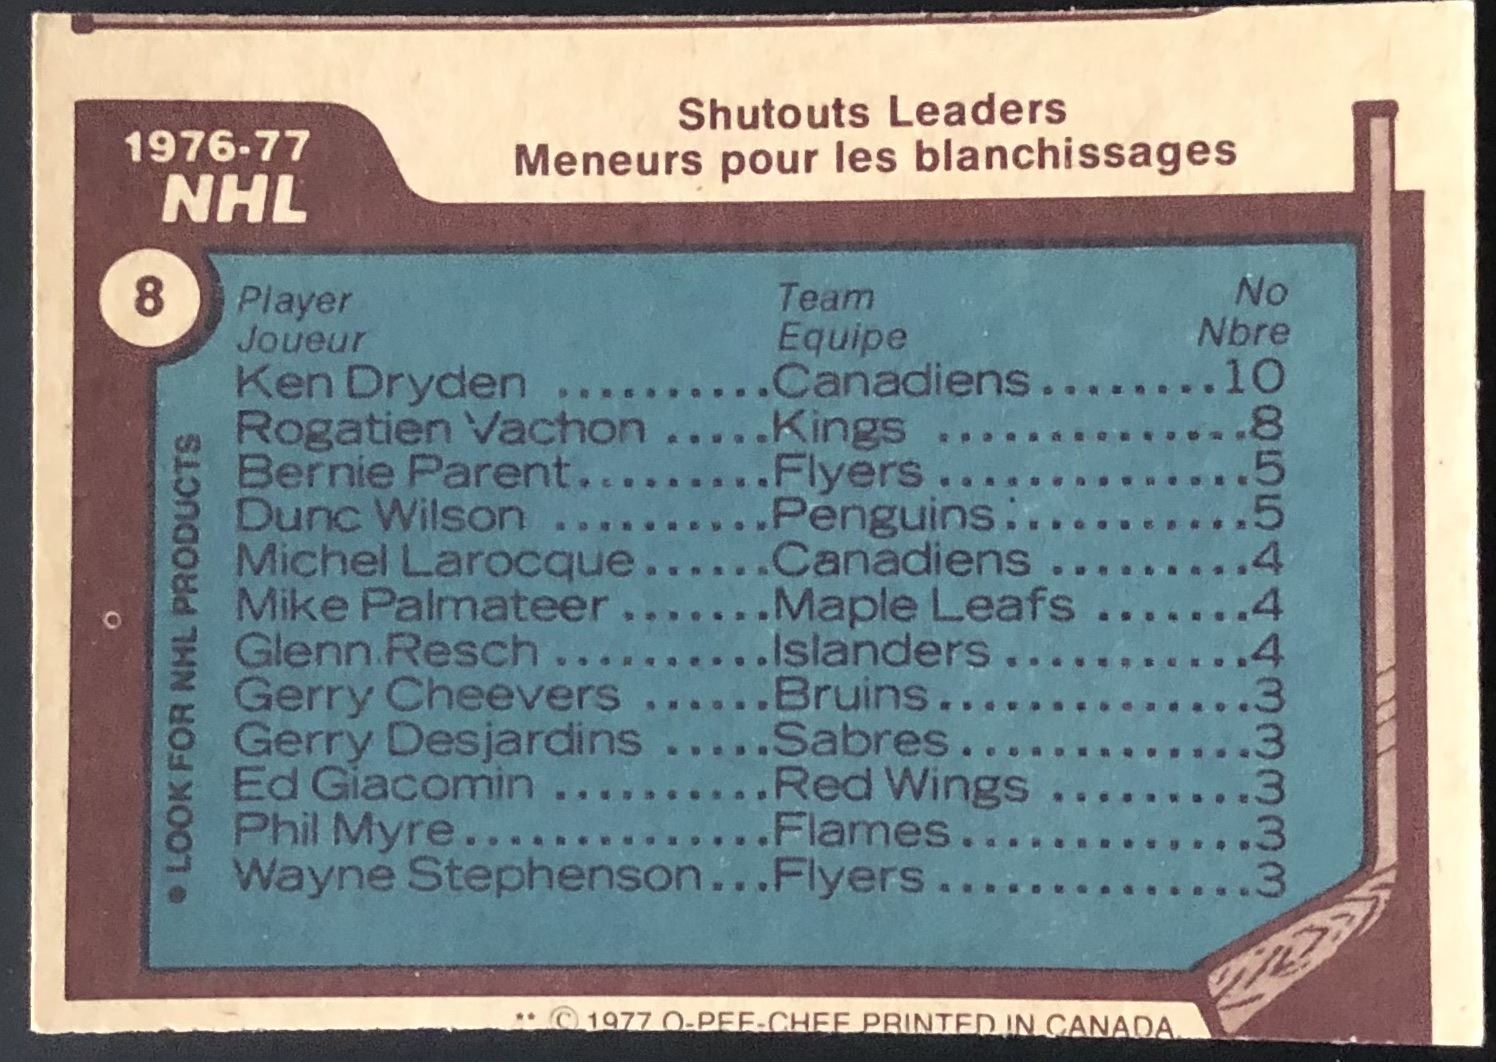 Shutouts Leaders
Meneurs pour les blanchissages
1976-77
NHL
8
Player Team No
Joueur Equipe Nbre
Ken Dryden ..........Canadiens........10
Rogatien Vachon .....Kings ..............8
Bernie Parent.........Flyers ..............5
Dunc Wilson ..........Penguins...........5
Michel Larocque......Canadiens .........4
Mike Palmateer.......Maple Leafs .......4
Glenn Resch ..........Islanders ...........4
Gerry Cheevers ......Bruins..............3
Gerry Desjardins .....Sabres.............3
Ed Giacomin ..........Red Wings .........3
Phil Myre..............Flames.............3
Wayne Stephenson...Flyers..............3
• LOOK FOR NHL PRODUCTS
** © 1977 O-PEE-CHEE PRINTED IN CANADA.